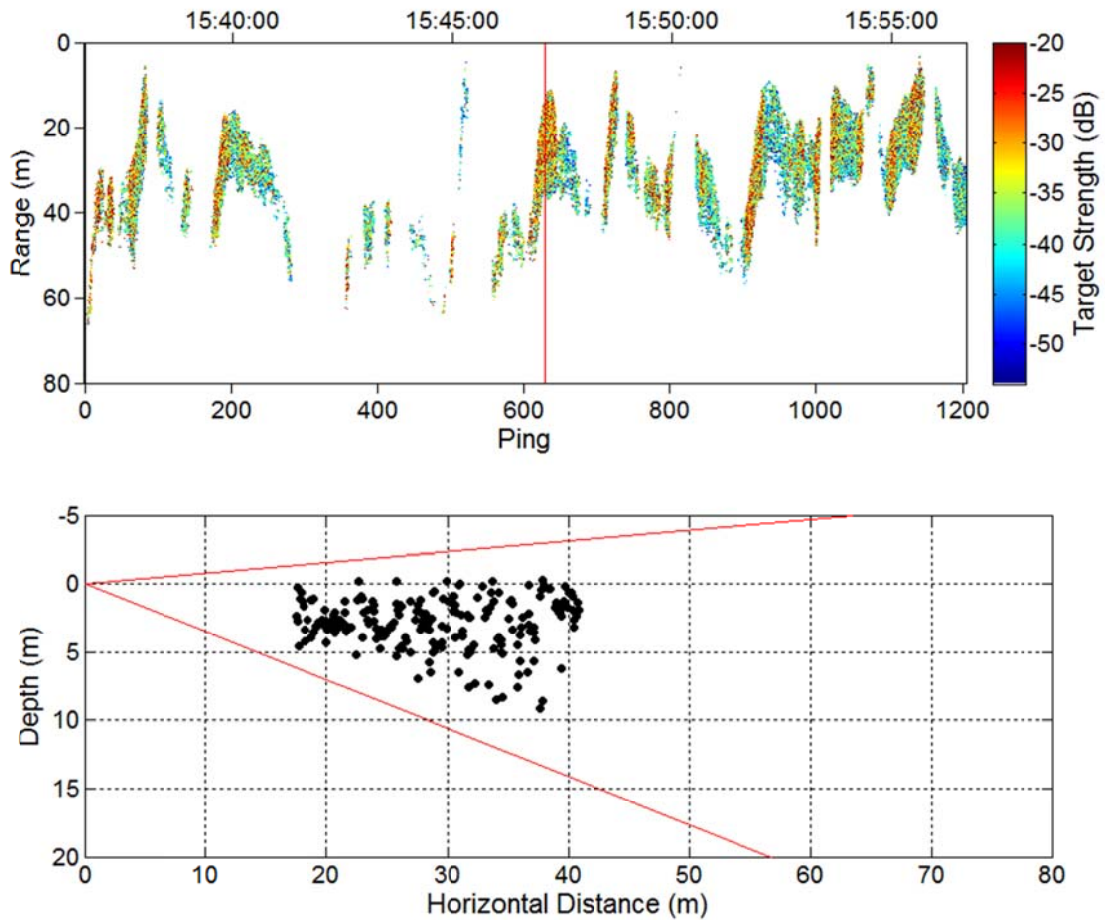 15:40:00 15:45:00 15:50:00 15:55:00
0
20
40
60
80
Range (m)
0 200 400 600 800 1000 1200
Ping
-20
-25
-30
-35
-40
-45
-50
Target Strength (dB)
-5
0
5
10
15
20
Depth (m)
0 10 20 30 40 50 60 70 80
Horizontal Distance (m)